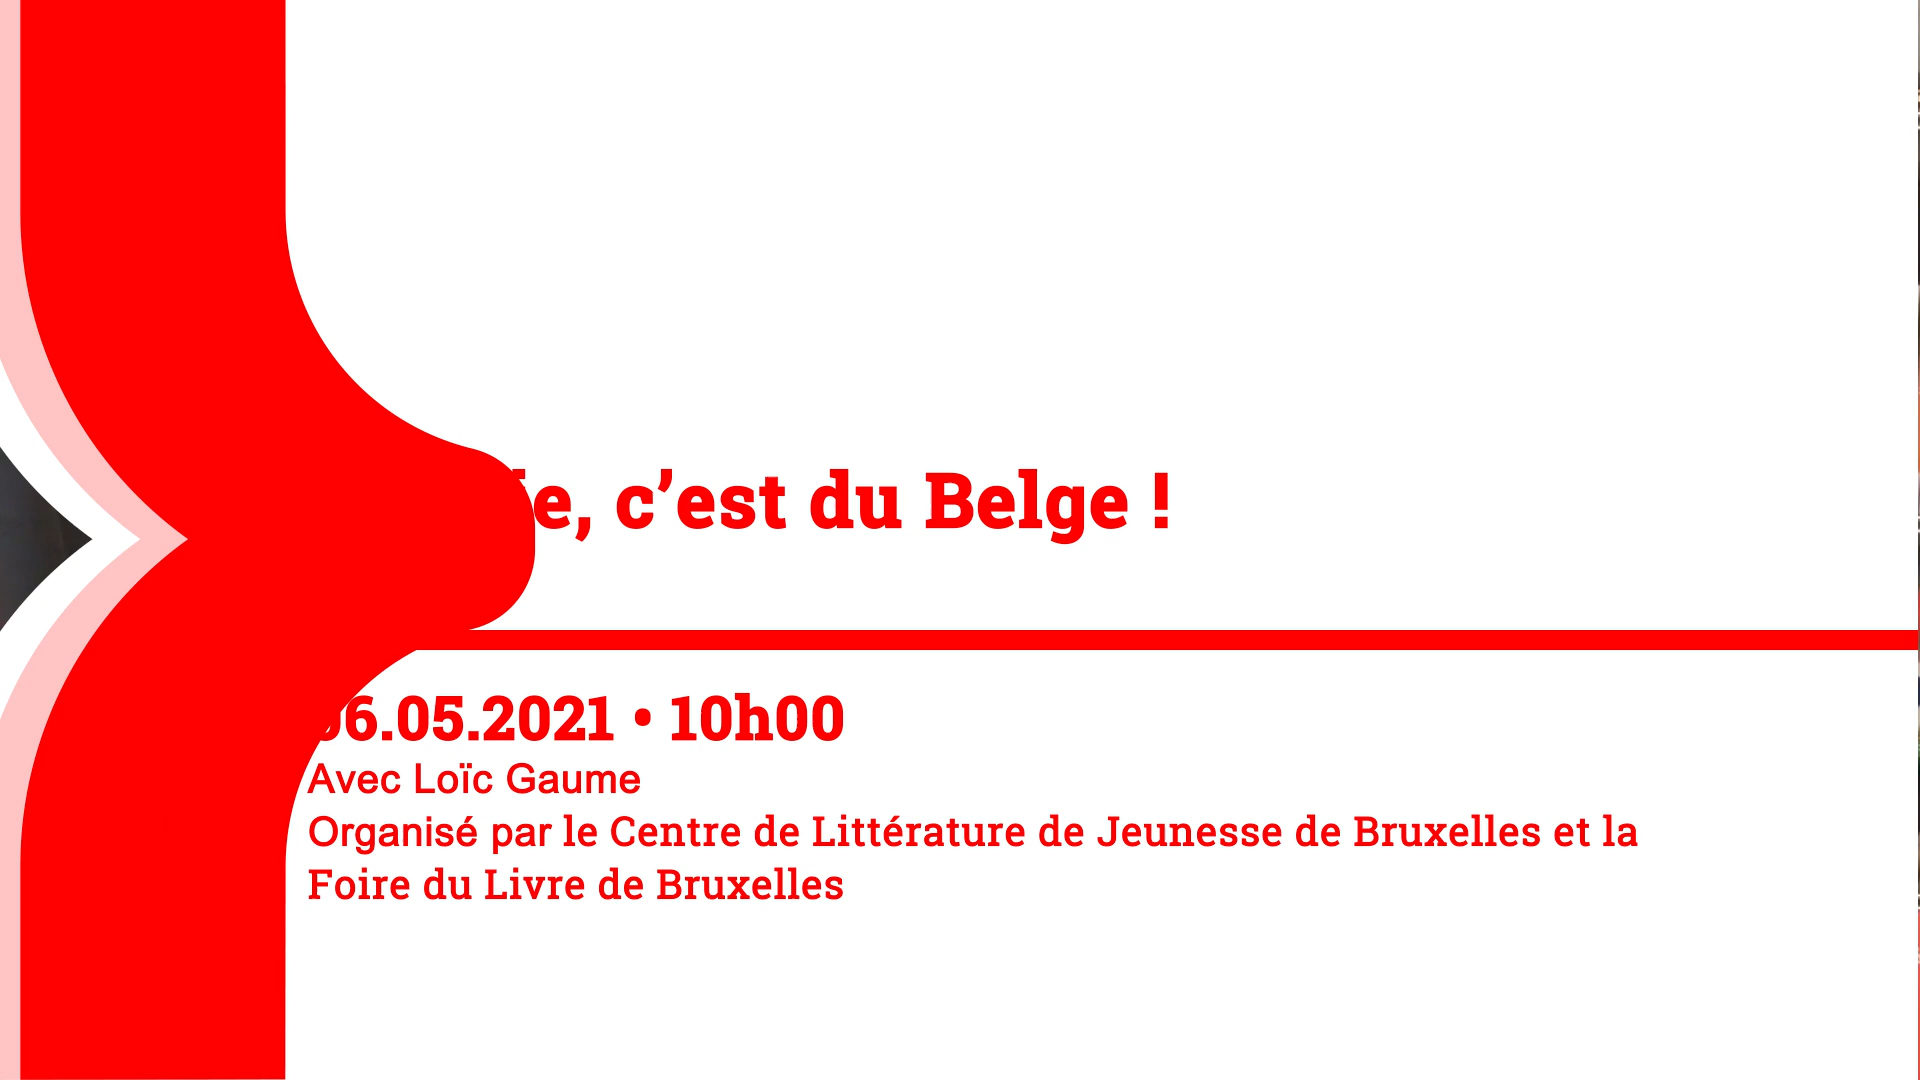 c’est du Belge !
06.05.2021 • 10h00
Avec Loïc Gaume
Organisé par le Centre de Littérature de Jeunesse de Bruxelles et la
Foire du Livre de Bruxelles